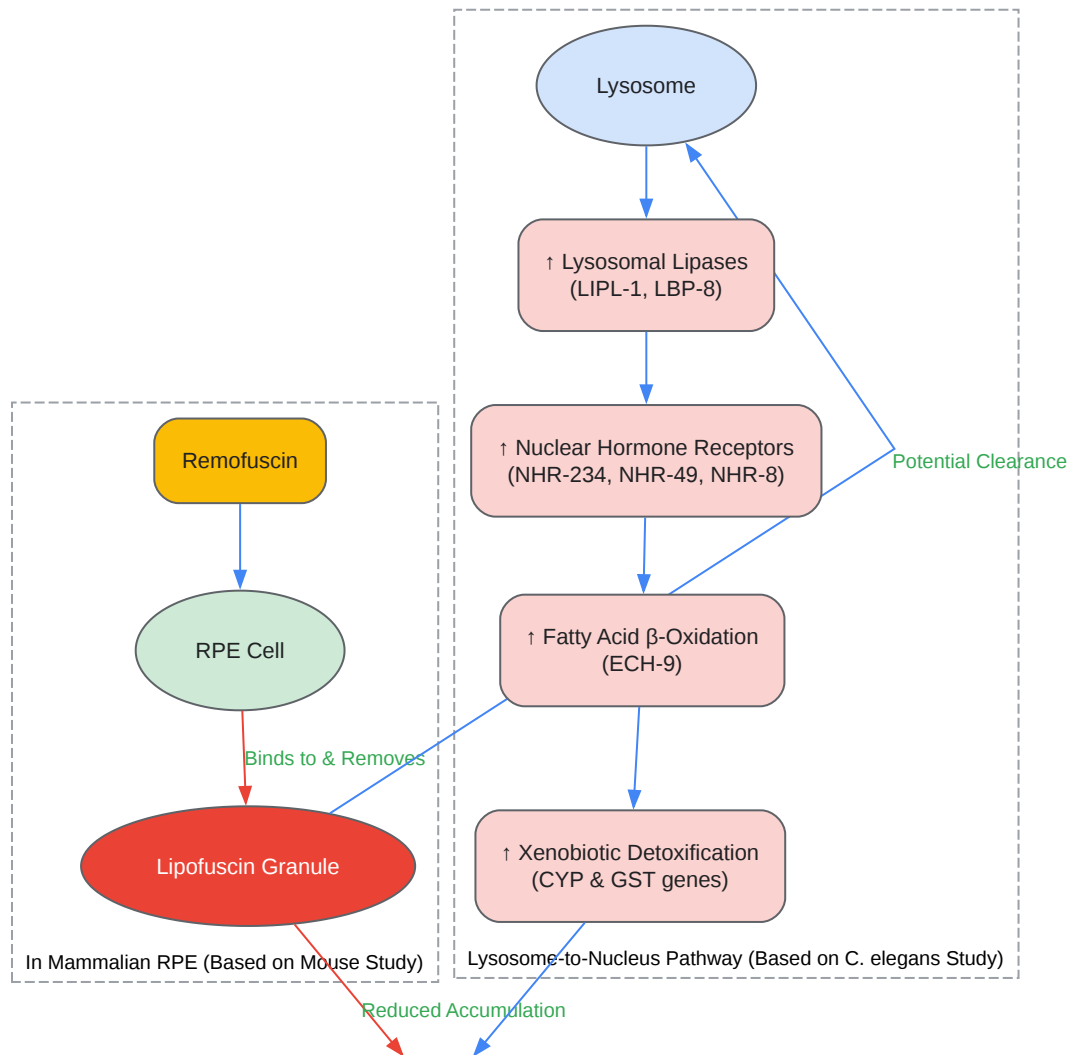 Lysosome
↑ Lysosomal Lipases
(LIPL-1, LBP-8)
↑ Nuclear Hormone Receptors
(NHR-234, NHR-49, NHR-8)
Potential Clearance
Remofuscin
RPE Cell
↑ Fatty Acid β-Oxidation
(ECH-9)
Binds to & Removes
Lipofuscin Granule
↑ Xenobiotic Detoxification
(CYP & GST genes)
In Mammalian RPE (Based on Mouse Study)
Lysosome-to-Nucleus Pathway (Based on C. elegans Study)
Reduced Accumulation